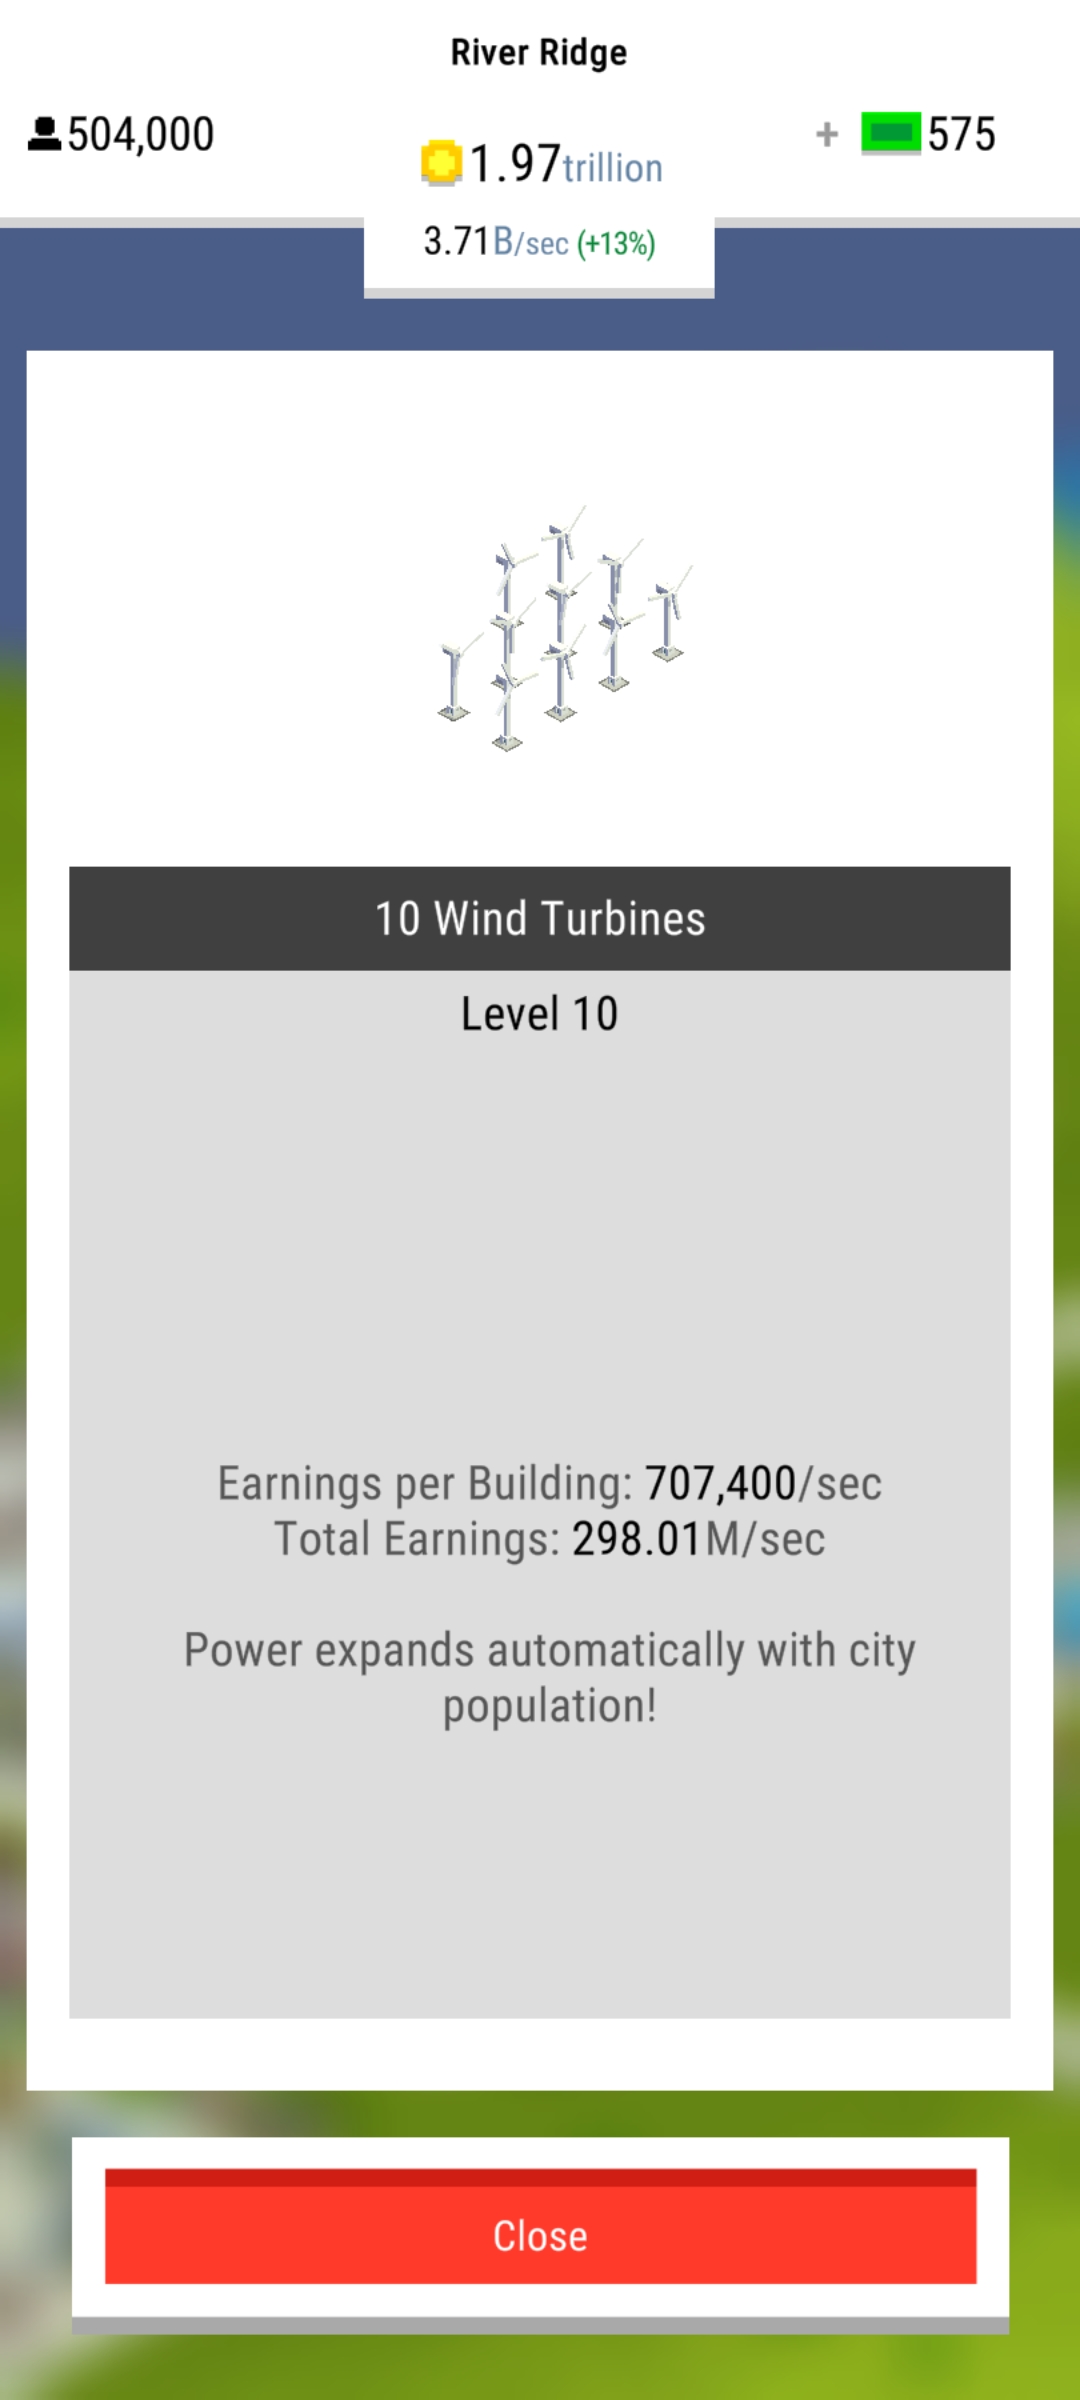 River Ridge
504,000
1.97trillion
+ 575
3.71B/sec (+13%)
10 Wind Turbines
Level 10
Earnings per Building: 707,400/sec
Total Earnings: 298.01M/sec
Power expands automatically with city
population!
Close